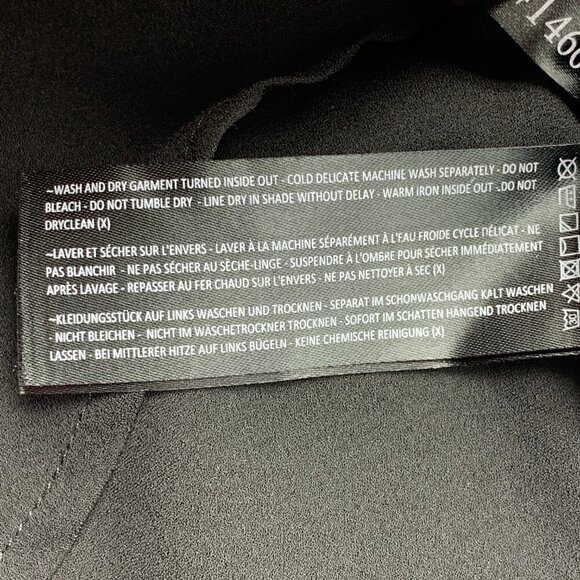 1460
~WASH AND DRY GARMENT TURNED INSIDE OUT - COLD DELICATE MACHINE WASH SEPARATELY - DO NOT
BLEACH - DO NOT TUMBLE DRY - LINE DRY IN SHADE WITHOUT DELAY - WARM IRON INSIDE OUT -DO NOT
DRYCLEAN (X)
~LAVER ET SÉCHER SUR L'ENVERS - LAVER À LA MACHINE SÉPARÉMENT À L'EAU FROIDE CYCLE DÉLICAT - NE
PAS BLANCHIR - NE PAS SÉCHER AU SÈCHE-LINGE - SUSPENDRE À L'OMBRE POUR SÉCHER IMMÉDIATEMENT
APRÈS LAVAGE - REPASSER AU FER CHAUD SUR L'ENVERS - NE PAS NETTOYER À SEC (X)
~KLEIDUNGSSTÜCK AUF LINKS WASCHEN UND TROCKNEN - SEPARAT IM SCHONWASCHGANG KALT WASCHEN
- NICHT BLEICHEN - NICHT IM WÄSCHETROCKNER TROCKNEN - SOFORT IM SCHATTEN HÄNGEND TROCKNEN
LASSEN - BEI MITTLERER HITZE AUF LINKS BÜGELN - KEINE CHEMISCHE REINIGUNG (X)